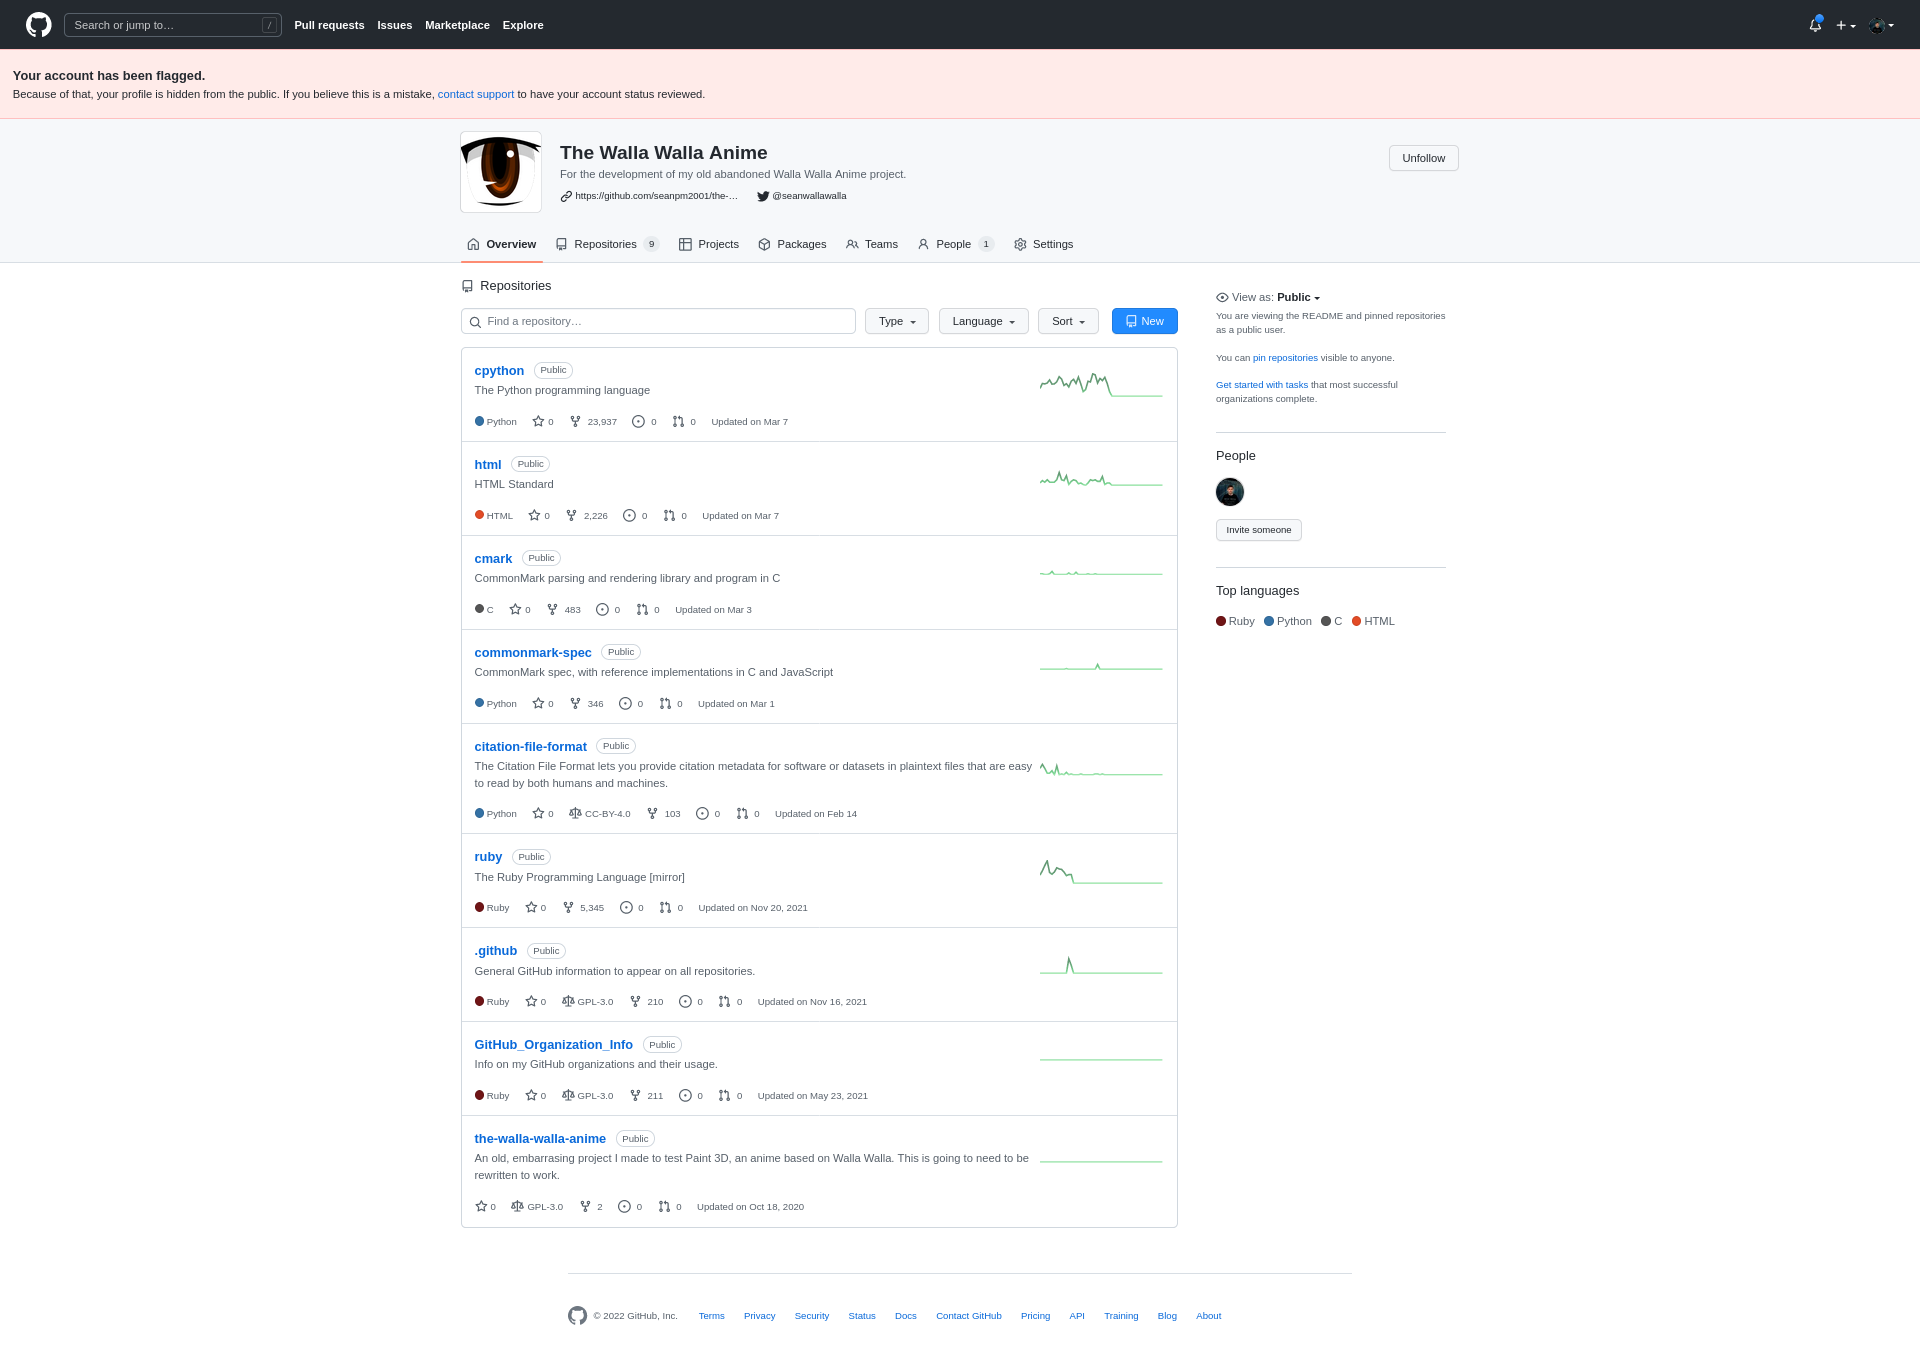 Search or jump to… /
Pull requests Issues Marketplace Explore
Your account has been flagged.
Because of that, your profile is hidden from the public. If you believe this is a mistake, contact support to have your account status reviewed.
The Walla Walla Anime
Unfollow
For the development of my old abandoned Walla Walla Anime project.
https://github.com/seanpm2001/the-… @seanwallawalla
Overview Repositories 9 Projects Packages Teams People 1 Settings
Repositories
Find a repository… Type Language Sort New
cpython Public
The Python programming language
Python 0 23,937 0 0 Updated on Mar 7
html Public
HTML Standard
HTML 0 2,226 0 0 Updated on Mar 7
cmark Public
CommonMark parsing and rendering library and program in C
C 0 483 0 0 Updated on Mar 3
commonmark-spec Public
CommonMark spec, with reference implementations in C and JavaScript
Python 0 346 0 0 Updated on Mar 1
citation-file-format Public
The Citation File Format lets you provide citation metadata for software or datasets in plaintext files that are easy
to read by both humans and machines.
Python 0 CC-BY-4.0 103 0 0 Updated on Feb 14
ruby Public
The Ruby Programming Language [mirror]
Ruby 0 5,345 0 0 Updated on Nov 20, 2021
.github Public
General GitHub information to appear on all repositories.
Ruby 0 GPL-3.0 210 0 0 Updated on Nov 16, 2021
GitHub_Organization_Info Public
Info on my GitHub organizations and their usage.
Ruby 0 GPL-3.0 211 0 0 Updated on May 23, 2021
the-walla-walla-anime Public
An old, embarrasing project I made to test Paint 3D, an anime based on Walla Walla. This is going to need to be
rewritten to work.
0 GPL-3.0 2 0 0 Updated on Oct 18, 2020
View as: Public
You are viewing the README and pinned repositories
as a public user.
You can pin repositories visible to anyone.
Get started with tasks that most successful
organizations complete.
People
Invite someone
Top languages
Ruby Python C HTML
© 2022 GitHub, Inc. Terms Privacy Security Status Docs Contact GitHub Pricing API Training Blog About